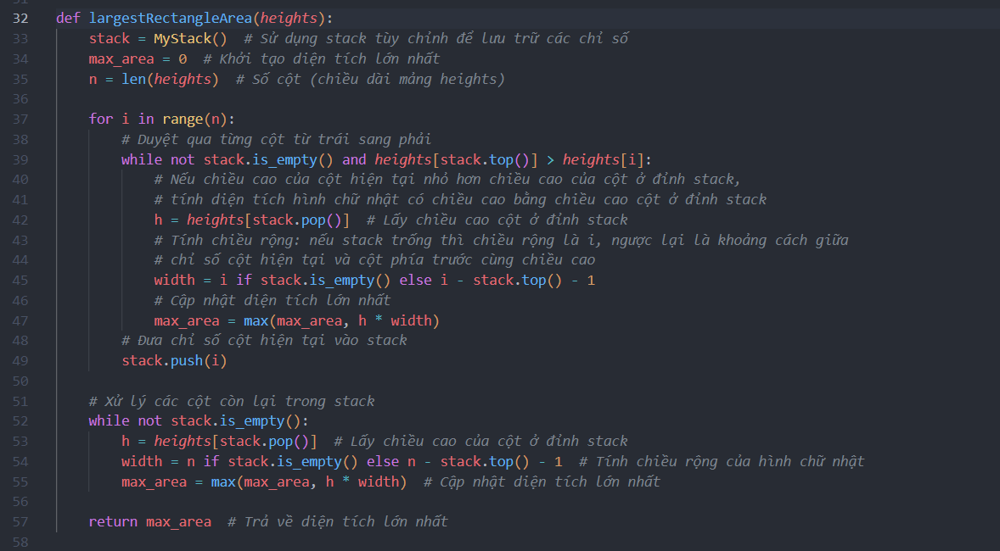 32 def largestRectangleArea(heights):
33     stack = MyStack()  # Sử dụng stack tùy chỉnh để lưu trữ các chỉ số
34     max_area = 0  # Khởi tạo diện tích lớn nhất
35     n = len(heights)  # Số cột (chiều dài mảng heights)
36
37     for i in range(n):
38         # Duyệt qua từng cột từ trái sang phải
39         while not stack.is_empty() and heights[stack.top()] > heights[i]:
40             # Nếu chiều cao của cột hiện tại nhỏ hơn chiều cao của cột ở đỉnh stack,
41             # tính diện tích hình chữ nhật có chiều cao bằng chiều cao cột ở đỉnh stack
42             h = heights[stack.pop()]  # Lấy chiều cao cột ở đỉnh stack
43             # Tính chiều rộng: nếu stack trống thì chiều rộng là i, ngược lại là khoảng cách giữa
44             # chỉ số cột hiện tại và cột phía trước cùng chiều cao
45             width = i if stack.is_empty() else i - stack.top() - 1
46             # Cập nhật diện tích lớn nhất
47             max_area = max(max_area, h * width)
48         # Đưa chỉ số cột hiện tại vào stack
49         stack.push(i)
50
51     # Xử lý các cột còn lại trong stack
52     while not stack.is_empty():
53         h = heights[stack.pop()]  # Lấy chiều cao của cột ở đỉnh stack
54         width = n if stack.is_empty() else n - stack.top() - 1  # Tính chiều rộng của hình chữ nhật
55         max_area = max(max_area, h * width)  # Cập nhật diện tích lớn nhất
56
57     return max_area  # Trả về diện tích lớn nhất
58